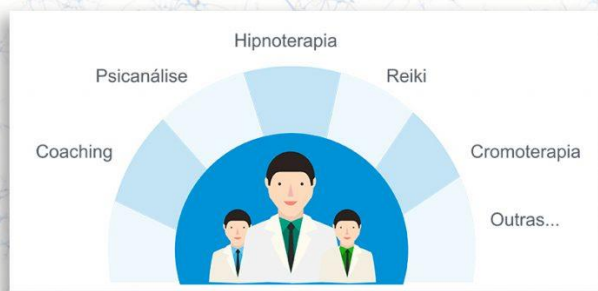 Hipnoterapia
Psicanálise
Reiki
Coaching
Cromoterapia
Outras...